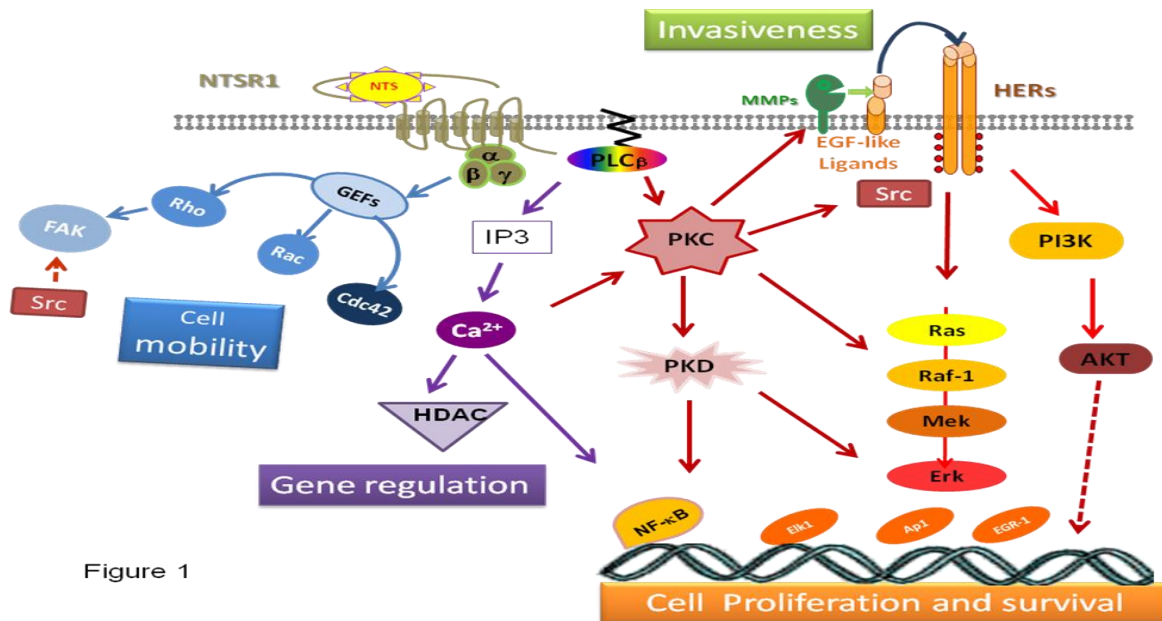 Invasiveness
NTSR1
NTS
MMPs
HERs
EGF-like
Ligands
α
β
γ
PLCβ
GEFs
Rho
FAK
Rac
Cdc42
Src
Cell
mobility
IP3
Ca²⁺
HDAC
Gene regulation
PKC
Src
PKD
PI3K
AKT
Ras
Raf-1
Mek
Erk
NF-κB
Elk1
Ap1
EGR-1
Figure 1
Cell Proliferation and survival